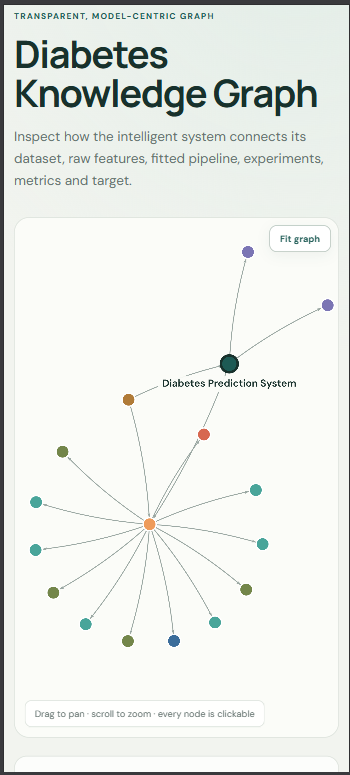 TRANSPARENT, MODEL-CENTRIC GRAPH
Diabetes
Knowledge Graph
Inspect how the intelligent system connects its
dataset, raw features, fitted pipeline, experiments,
metrics and target.
Fit graph
Diabetes Prediction System
Drag to pan · scroll to zoom · every node is clickable